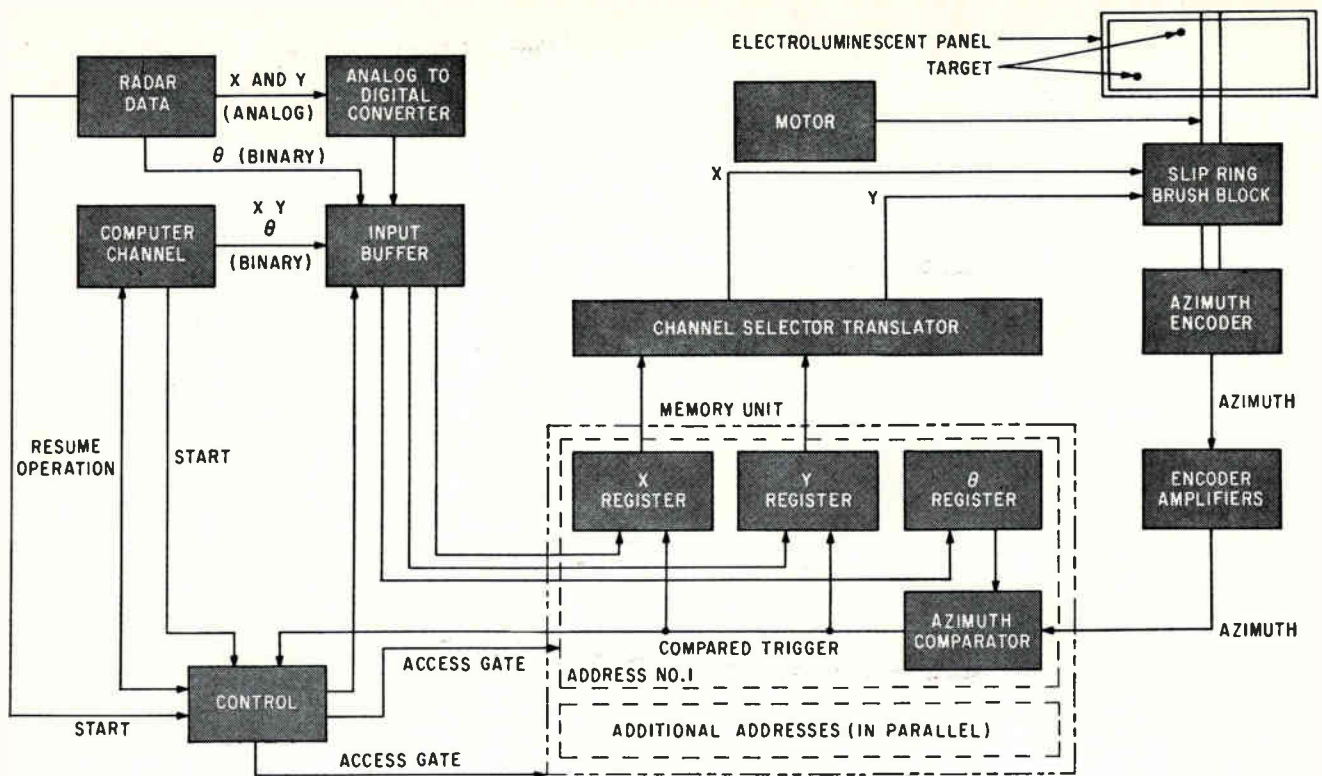 ELECTROLUMINESCENT PANEL
TARGET
RADAR
DATA
X AND Y
(ANALOG)
ANALOG TO
DIGITAL
CONVERTER
MOTOR
θ (BINARY)
X
SLIP RING
BRUSH BLOCK
Y
COMPUTER
CHANNEL
X Y
θ
(BINARY)
INPUT
BUFFER
CHANNEL SELECTOR TRANSLATOR
AZIMUTH
ENCODER
AZIMUTH
MEMORY UNIT
RESUME
OPERATION
START
X
REGISTER
Y
REGISTER
θ
REGISTER
ENCODER
AMPLIFIERS
AZIMUTH
COMPARATOR
AZIMUTH
COMPARED TRIGGER
ACCESS GATE
ADDRESS NO.1
CONTROL
START
ADDITIONAL ADDRESSES (IN PARALLEL)
ACCESS GATE